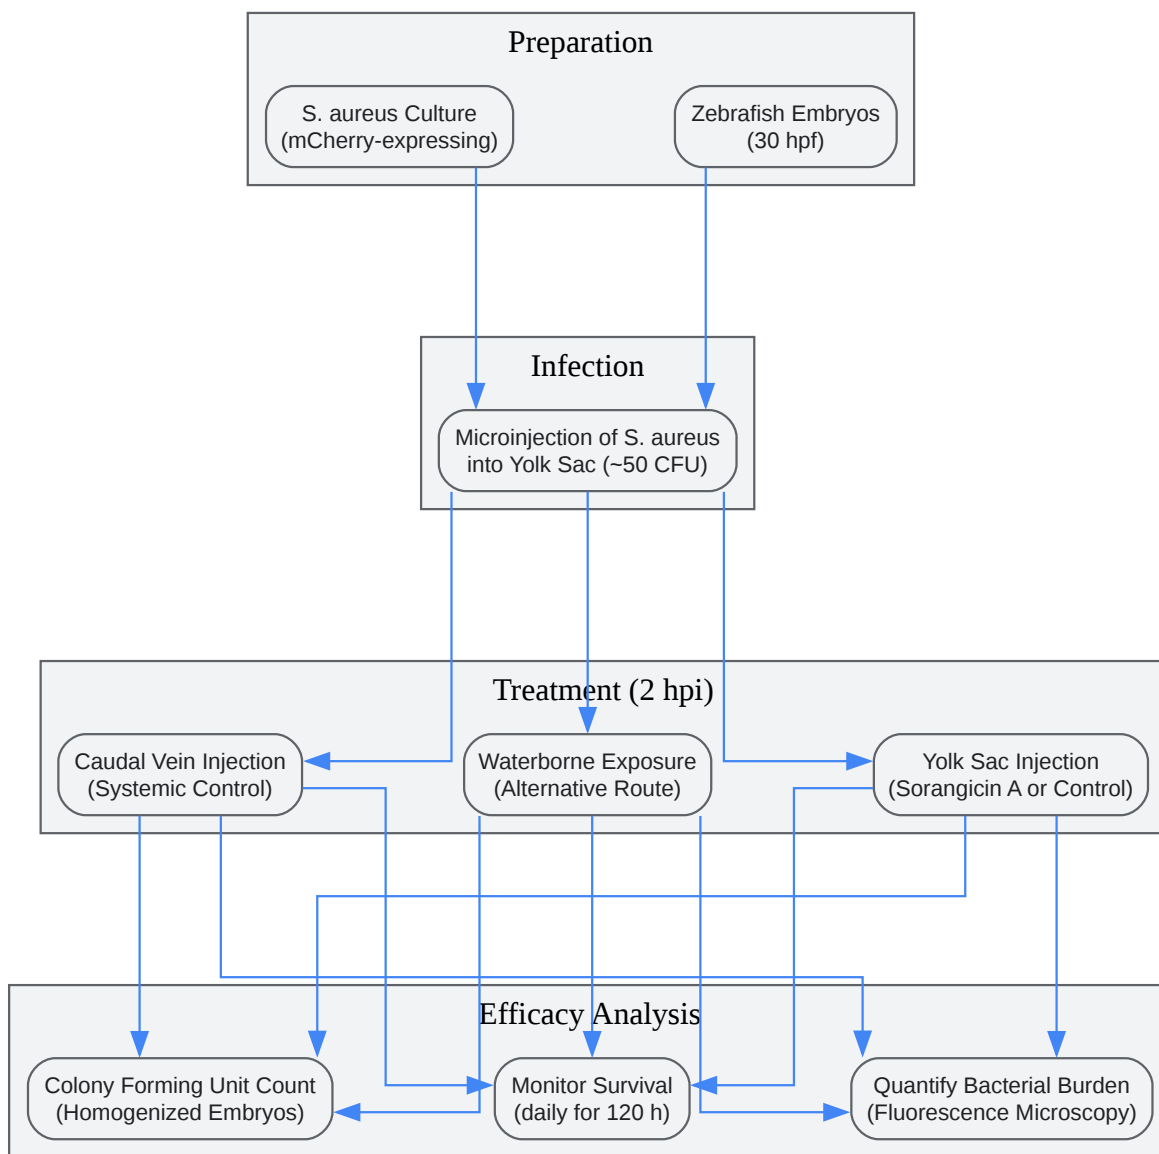 Preparation
S. aureus Culture
(mCherry-expressing)
Zebrafish Embryos
(30 hpf)
Infection
Microinjection of S. aureus
into Yolk Sac (~50 CFU)
Treatment (2 hpi)
Caudal Vein Injection
(Systemic Control)
Waterborne Exposure
(Alternative Route)
Yolk Sac Injection
(Sorangicin A or Control)
Efficacy Analysis
Colony Forming Unit Count
(Homogenized Embryos)
Monitor Survival
(daily for 120 h)
Quantify Bacterial Burden
(Fluorescence Microscopy)